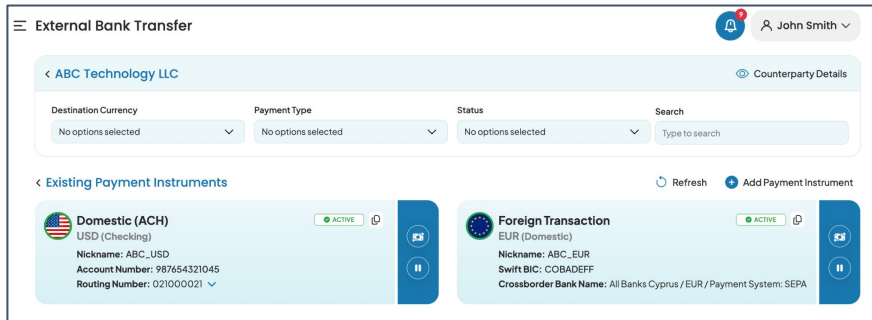 External Bank Transfer
9
John Smith
ABC Technology LLC
Counterparty Details
Destination Currency
Payment Type
Status
Search
No options selected
No options selected
No options selected
Type to search
Existing Payment Instruments
Refresh
Add Payment Instrument
Domestic (ACH)
ACTIVE
USD (Checking)
Nickname: ABC_USD
Account Number: 987654321045
Routing Number: 021000021
Foreign Transaction
ACTIVE
EUR (Domestic)
Nickname: ABC_EUR
Swift BIC: COBADEFF
Crossborder Bank Name: All Banks Cyprus / EUR / Payment System: SEPA